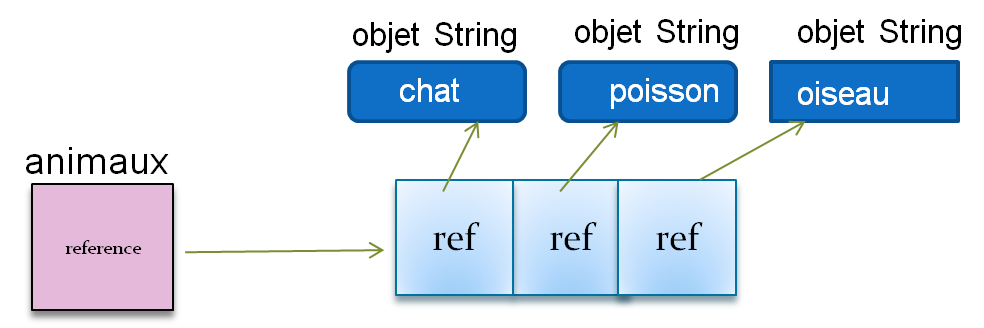 objet String objet String objet String
chat poisson oiseau
animaux
reference ref ref ref